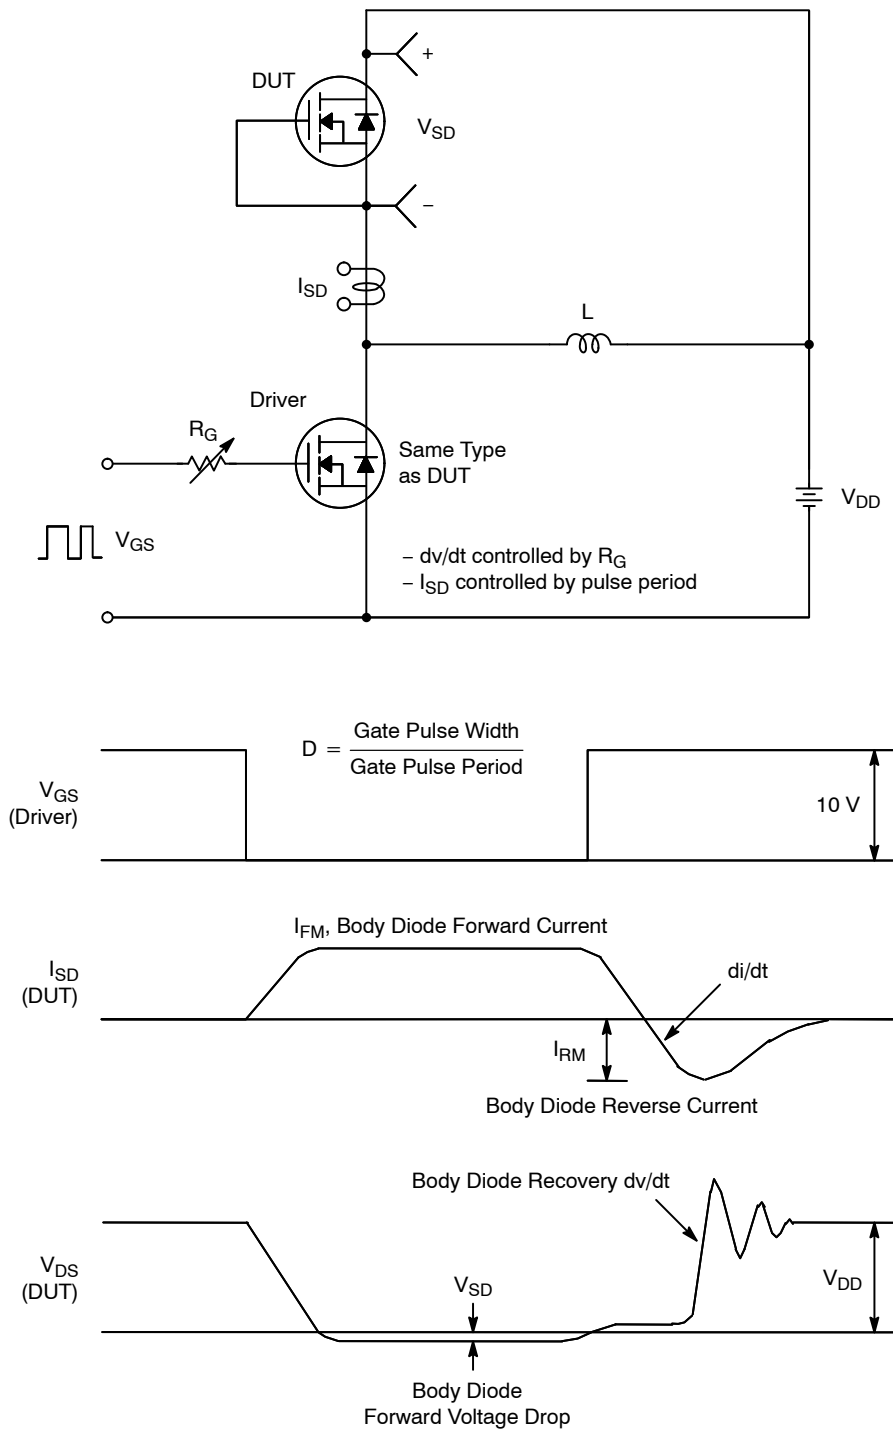 +
DUT
V_SD
−
I_SD
L
Driver
R_G
Same Type
as DUT
V_DD
V_GS
− dv/dt controlled by R_G
− I_SD controlled by pulse period
D = Gate Pulse Width
Gate Pulse Period
V_GS
(Driver)
10 V
I_FM, Body Diode Forward Current
I_SD
(DUT)
di/dt
I_RM
Body Diode Reverse Current
Body Diode Recovery dv/dt
V_DS
(DUT)
V_SD
V_DD
Body Diode
Forward Voltage Drop